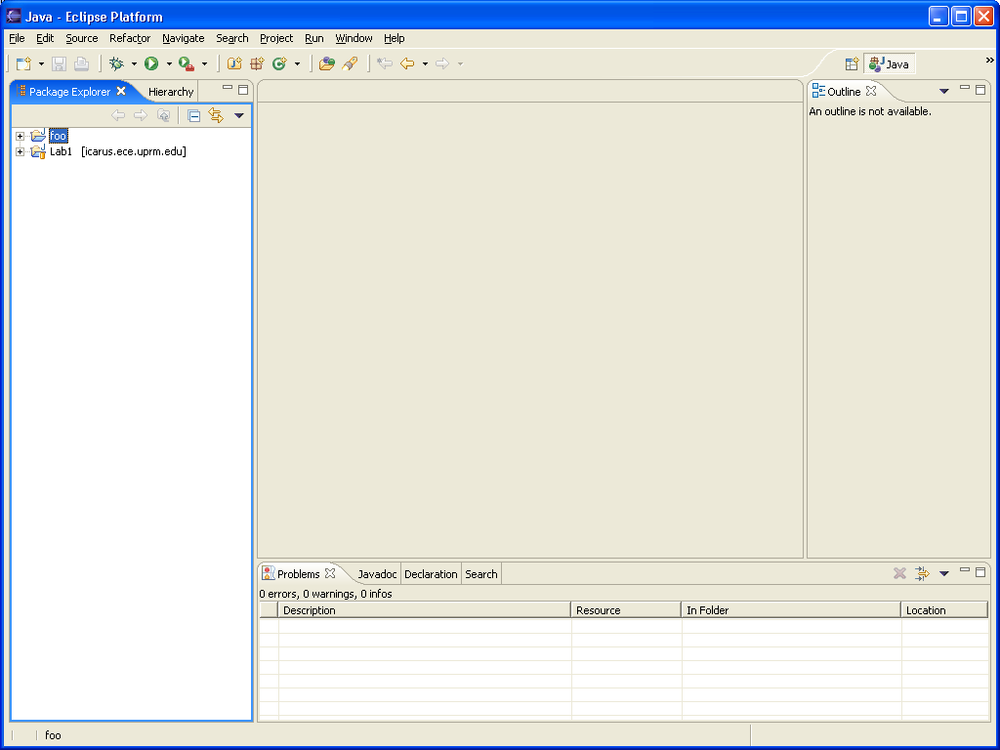 Java - Eclipse Platform
File Edit Source Refactor Navigate Search Project Run Window Help
Java »
Package Explorer Hierarchy
Outline
An outline is not available.
foo
Lab1 [icarus.ece.uprm.edu]
Problems Javadoc Declaration Search
0 errors, 0 warnings, 0 infos
Description Resource In Folder Location
foo